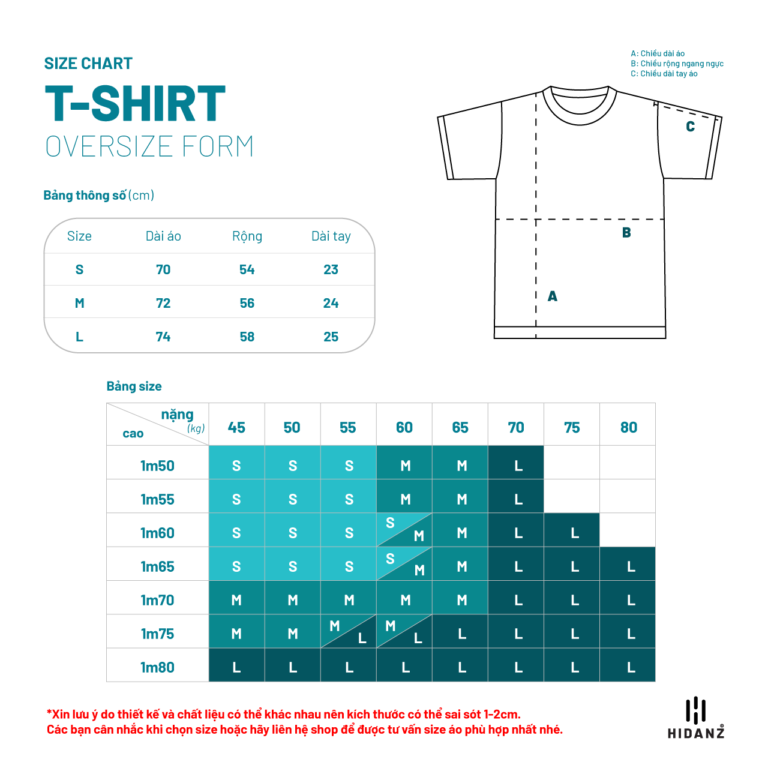 SIZE CHART
T-SHIRT
OVERSIZE FORM
A: Chiều dài áo
B: Chiều rộng ngang ngực
C: Chiều dài tay áo
C
B
A
Bảng thông số (cm)
Size Dài áo Rộng Dài tay
S 70 54 23
M 72 56 24
L 74 58 25
Bảng size
nặng (kg) cao 45 50 55 60 65 70 75 80
1m50 S S S M M L
1m55 S S S M M L
1m60 S S S S M M L L
1m65 S S S S M M L L L
1m70 M M M M M L L L
1m75 M M M L M L L L L L
1m80 L L L L L L L L
*Xin lưu ý do thiết kế và chất liệu có thể khác nhau nên kích thước có thể sai sót 1-2cm.
Các bạn cân nhắc khi chọn size hoặc hãy liên hệ shop để được tư vấn size áo phù hợp nhất nhé.
HIDANZ